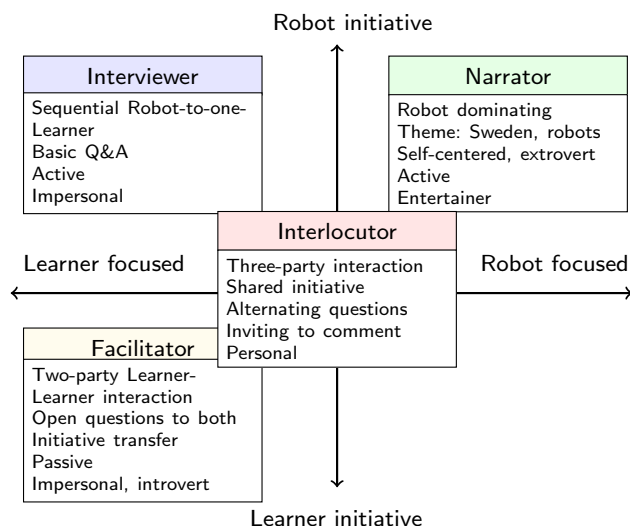 Robot initiative
Interviewer
Sequential Robot-to-one-
Learner
Basic Q&A
Active
Impersonal
Narrator
Robot dominating
Theme: Sweden, robots
Self-centered, extrovert
Active
Entertainer
Interlocutor
Three-party interaction
Shared initiative
Alternating questions
Inviting to comment
Personal
Learner focused
Robot focused
Facilitator
Two-party Learner-
Learner interaction
Open questions to both
Initiative transfer
Passive
Impersonal, introvert
Learner initiative